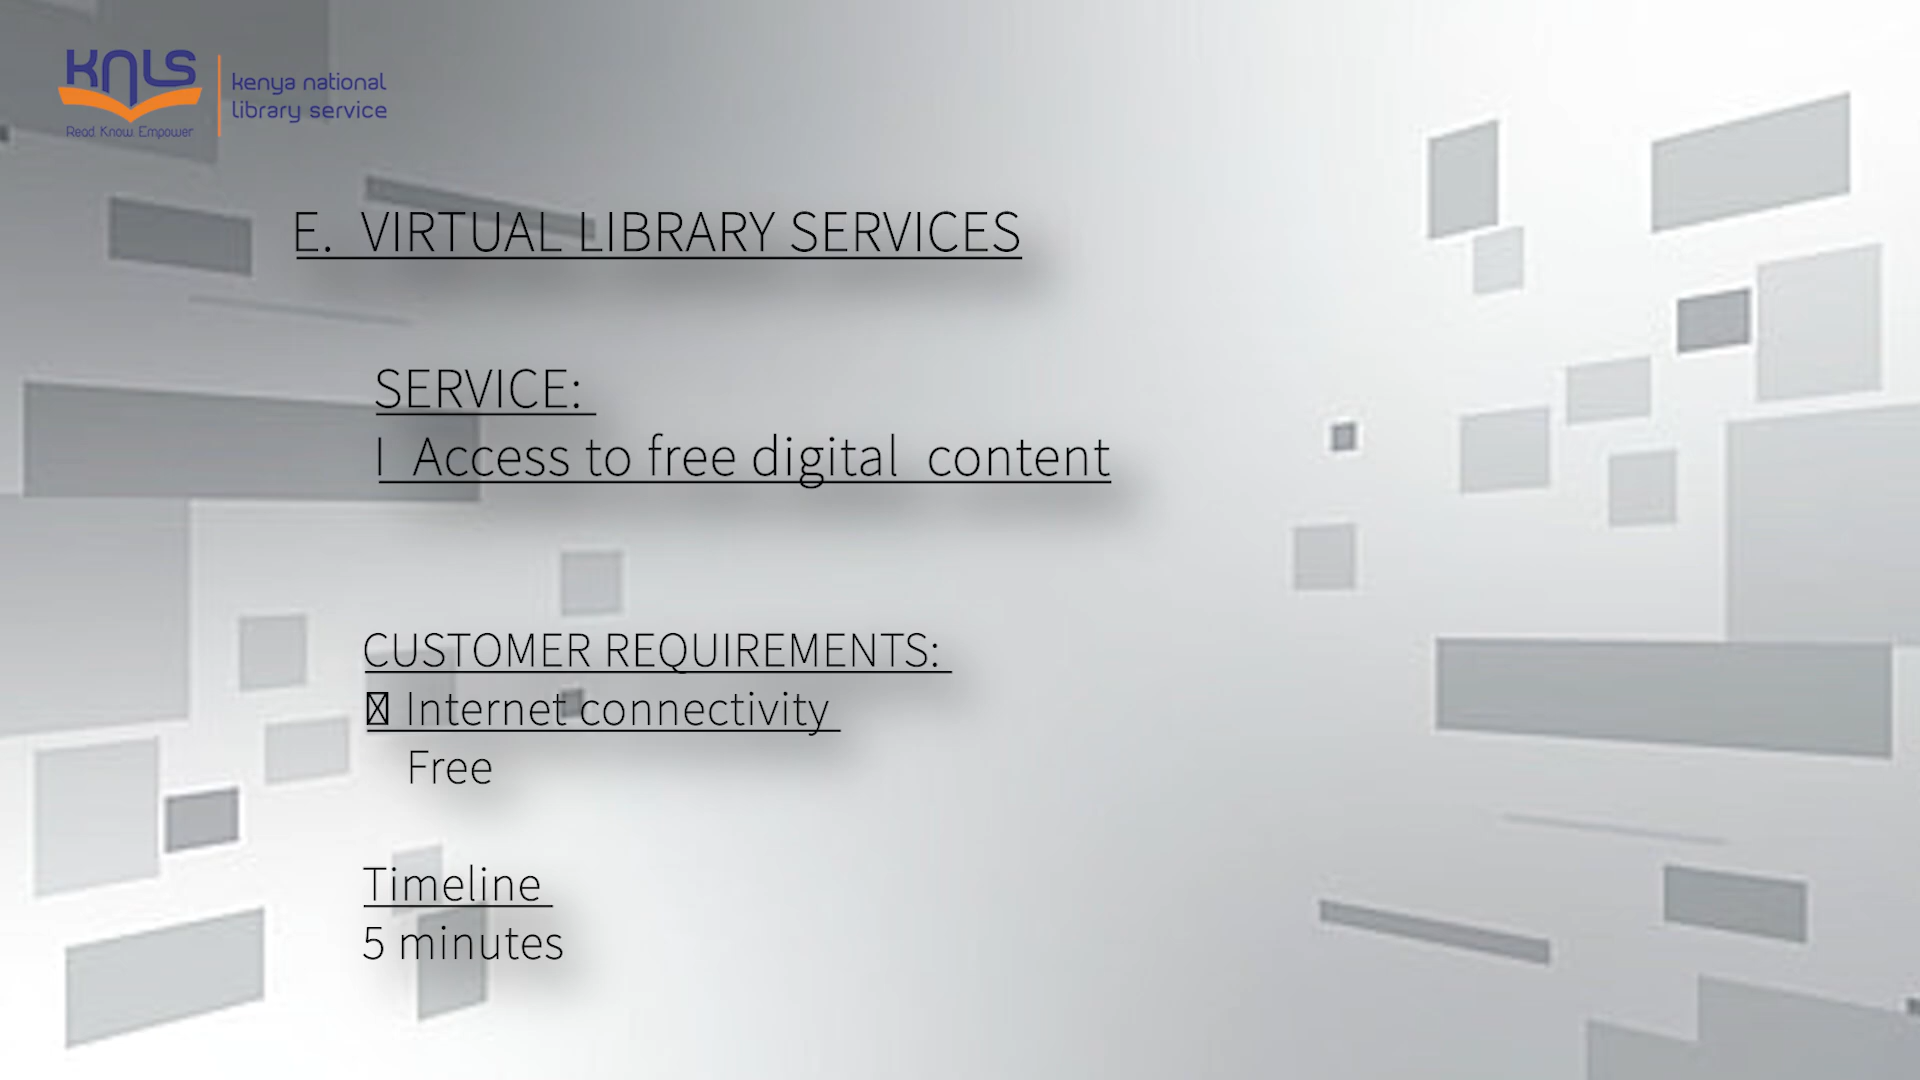 KNLS
Read Know Empower
kenya national
library service
E. VIRTUAL LIBRARY SERVICES
SERVICE:
I Access to free digital content
CUSTOMER REQUIREMENTS:
Internet connectivity
Free
Timeline
5 minutes